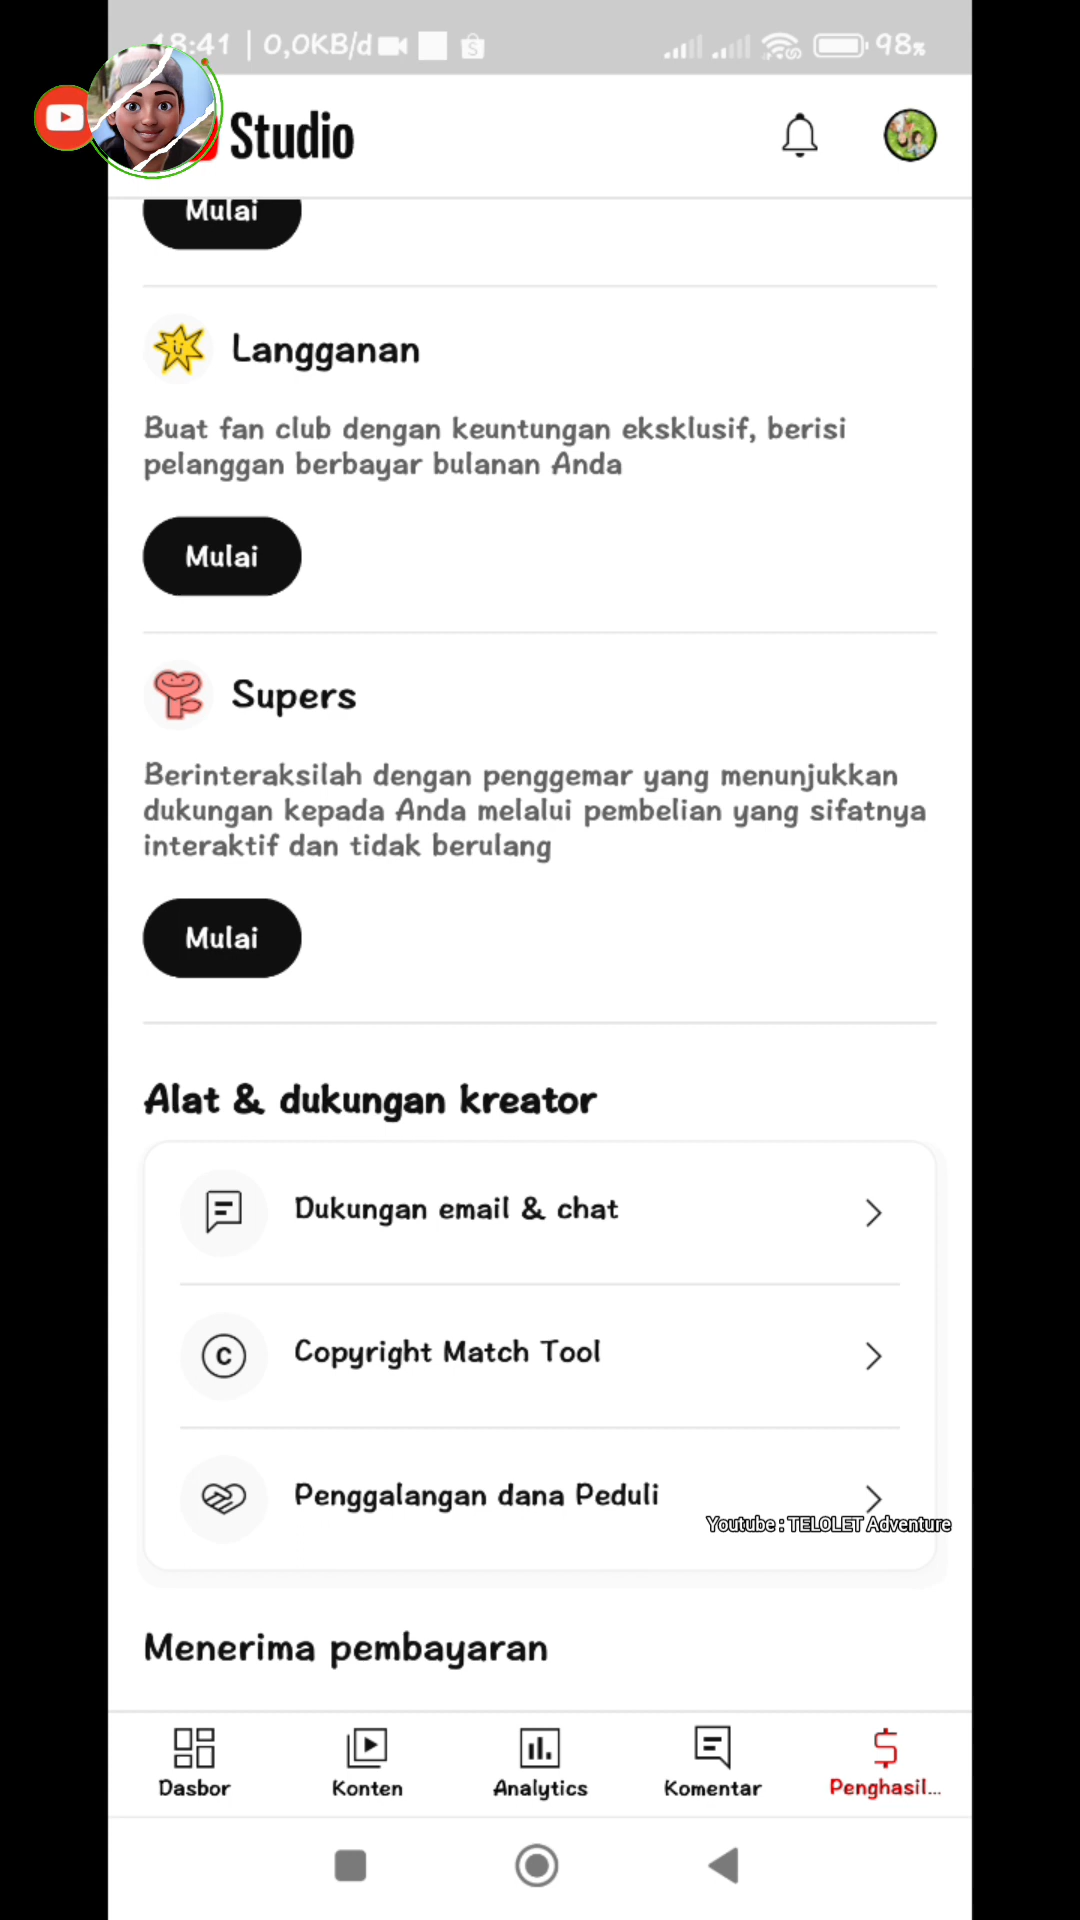 18:41 | 0,0KB/d 98%
Studio
Mulai
Langganan
Buat fan club dengan keuntungan eksklusif, berisi
pelanggan berbayar bulanan Anda
Mulai
Supers
Berinteraksilah dengan penggemar yang menunjukkan
dukungan kepada Anda melalui pembelian yang sifatnya
interaktif dan tidak berulang
Mulai
Alat & dukungan kreator
Dukungan email & chat
Copyright Match Tool
Penggalangan dana Peduli
Youtube : TELOLET Adventure
Menerima pembayaran
Dasbor Konten Analytics Komentar Penghasil...